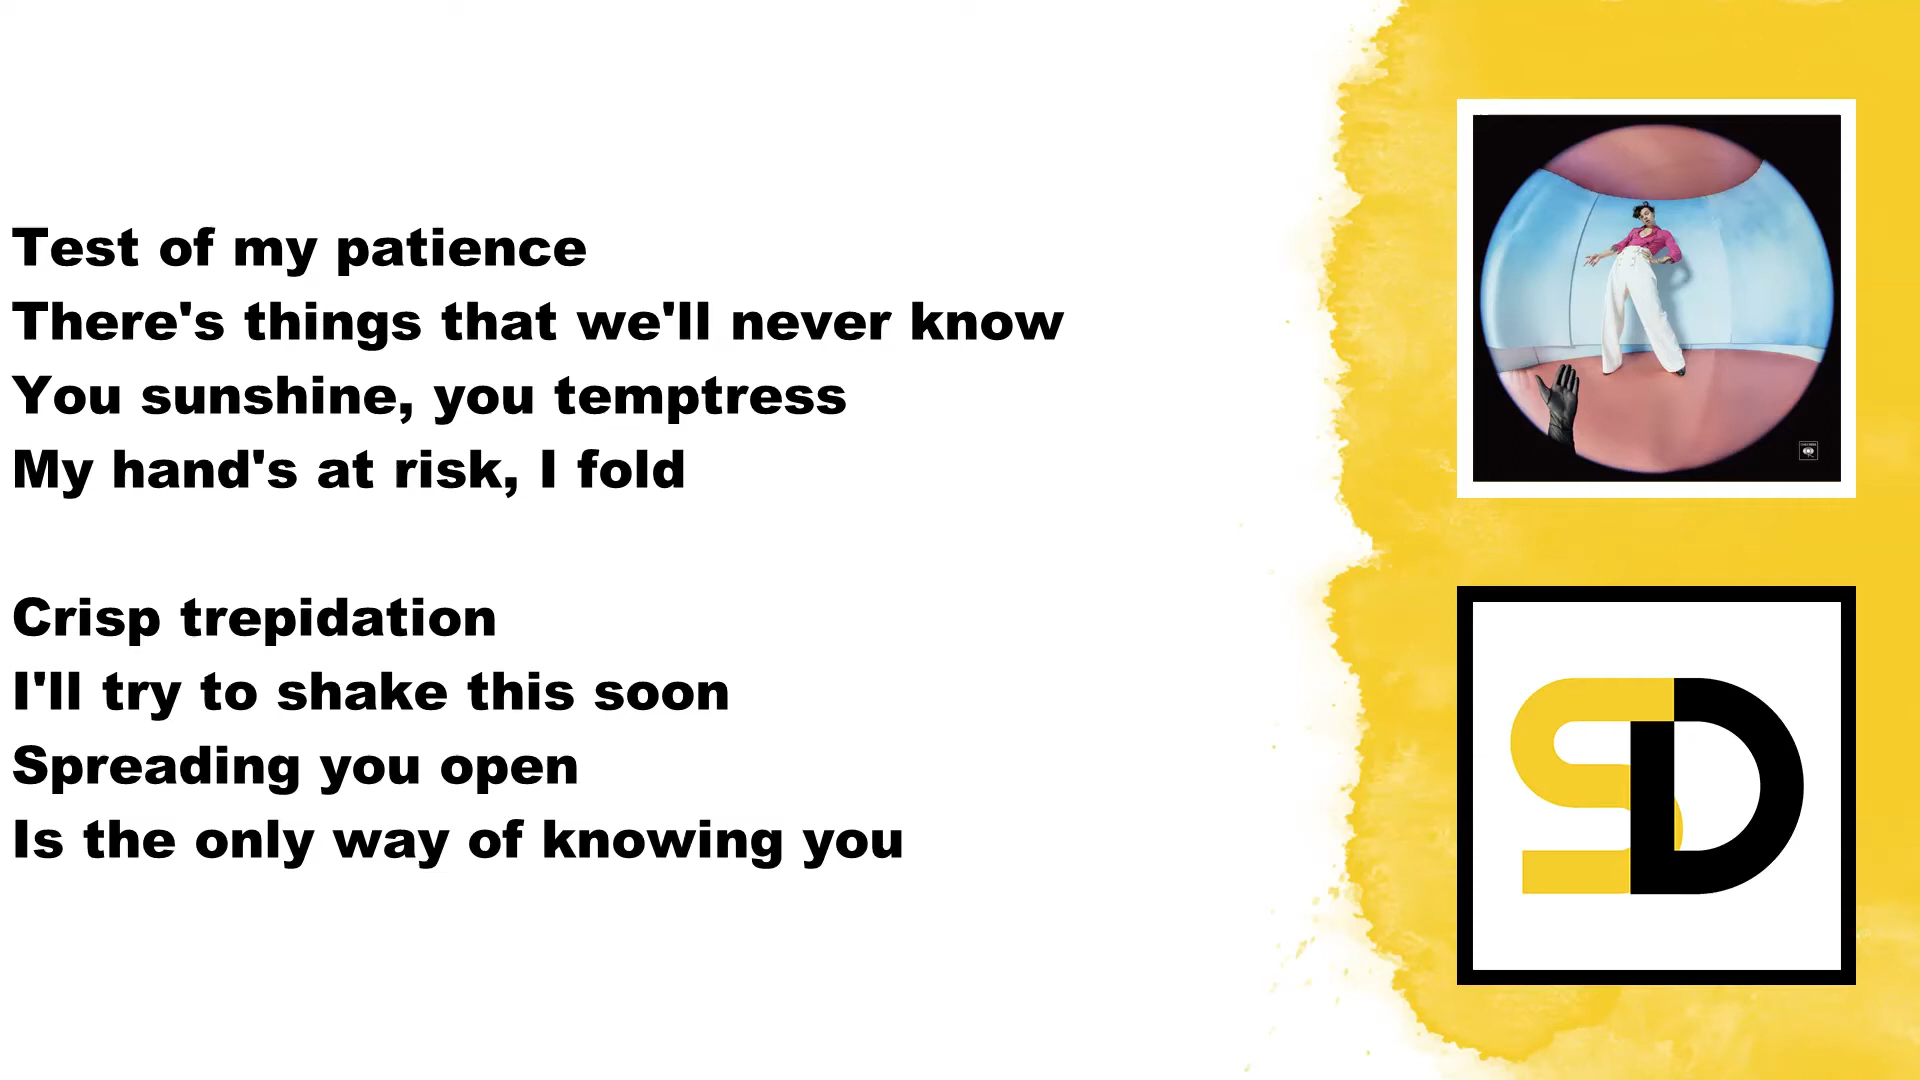 Test of my patience
There's things that we'll never know
You sunshine, you temptress
My hand's at risk, I fold
Crisp trepidation
I'll try to shake this soon
Spreading you open
Is the only way of knowing you
SD